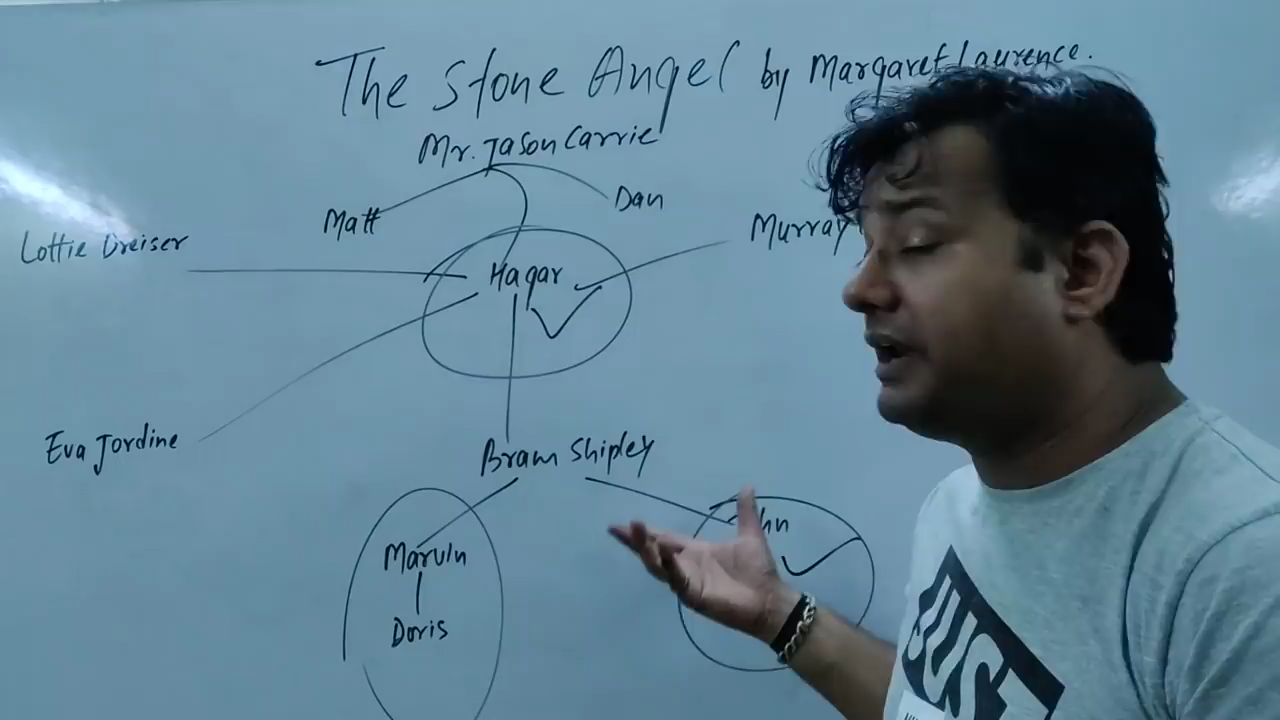 The Stone Angel by Margaret Laurence.
Mr. Jason Carrie
Matt
Dan
Lottie Dreiser
Murray
Hagar
Eva Jordine
Bram Shipley
hn
Marvin
Doris